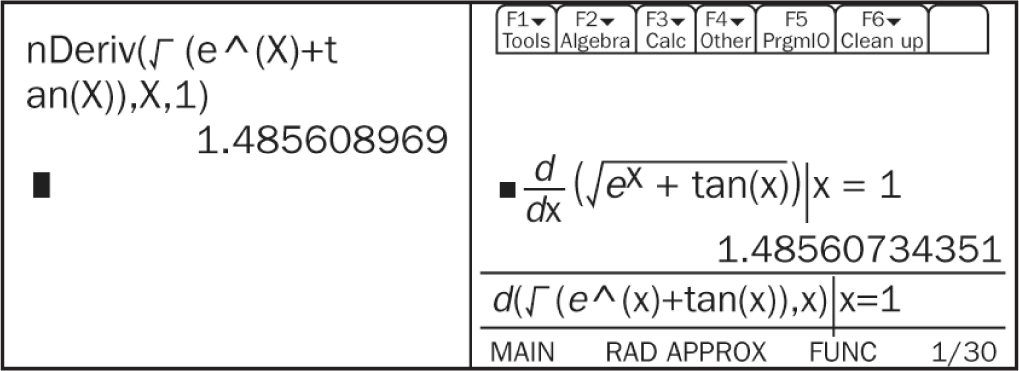 nDeriv(√ (e^(X)+t
an(X)),X,1)
1.485608969
F1▾ F2▾ F3▾ F4▾ F5 F6▾
Tools Algebra Calc Other PrgmIO Clean up
■ d/dx (√eˣ + tan(x))|x = 1
1.48560734351
d(√ (e^(x)+tan(x)),x)|x=1
MAIN RAD APPROX FUNC 1/30